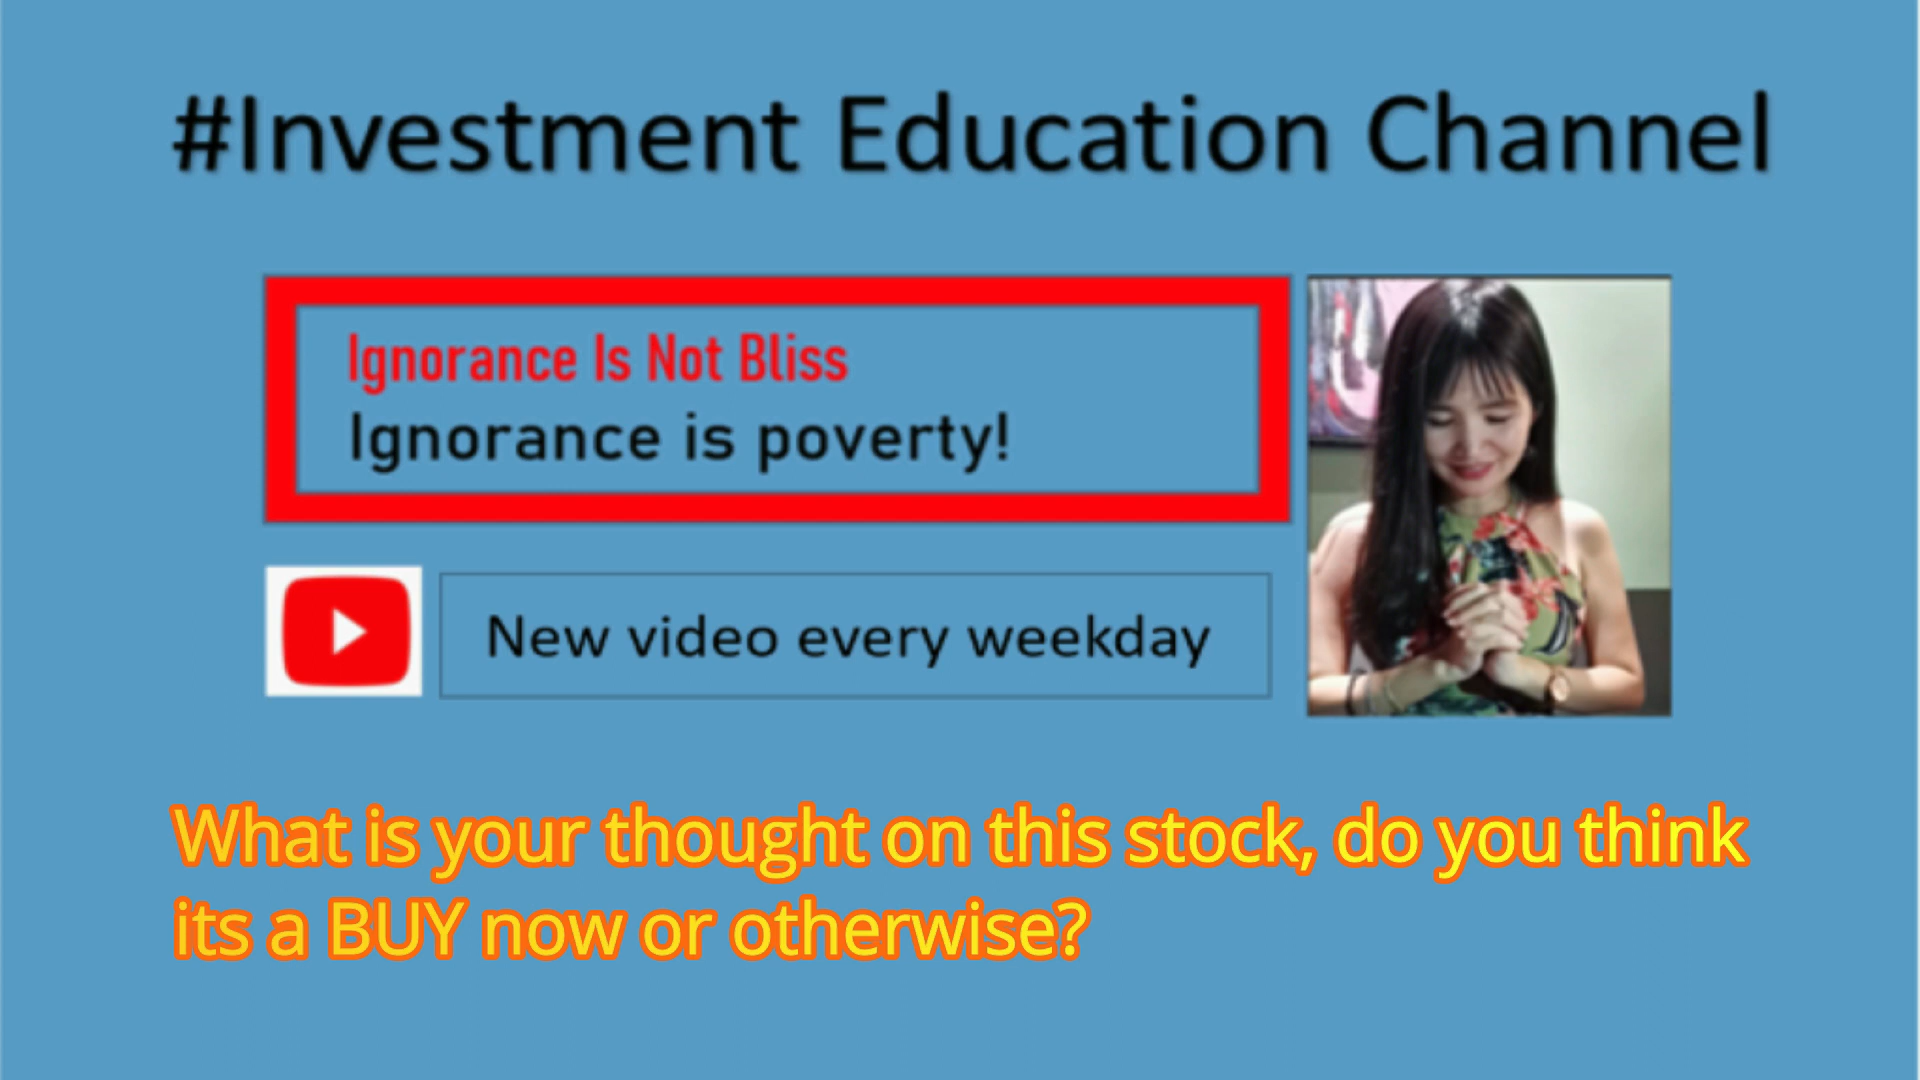 #Investment Education Channel
Ignorance Is Not Bliss
Ignorance is poverty!
New video every weekday
What is your thought on this stock, do you think
its a BUY now or otherwise?